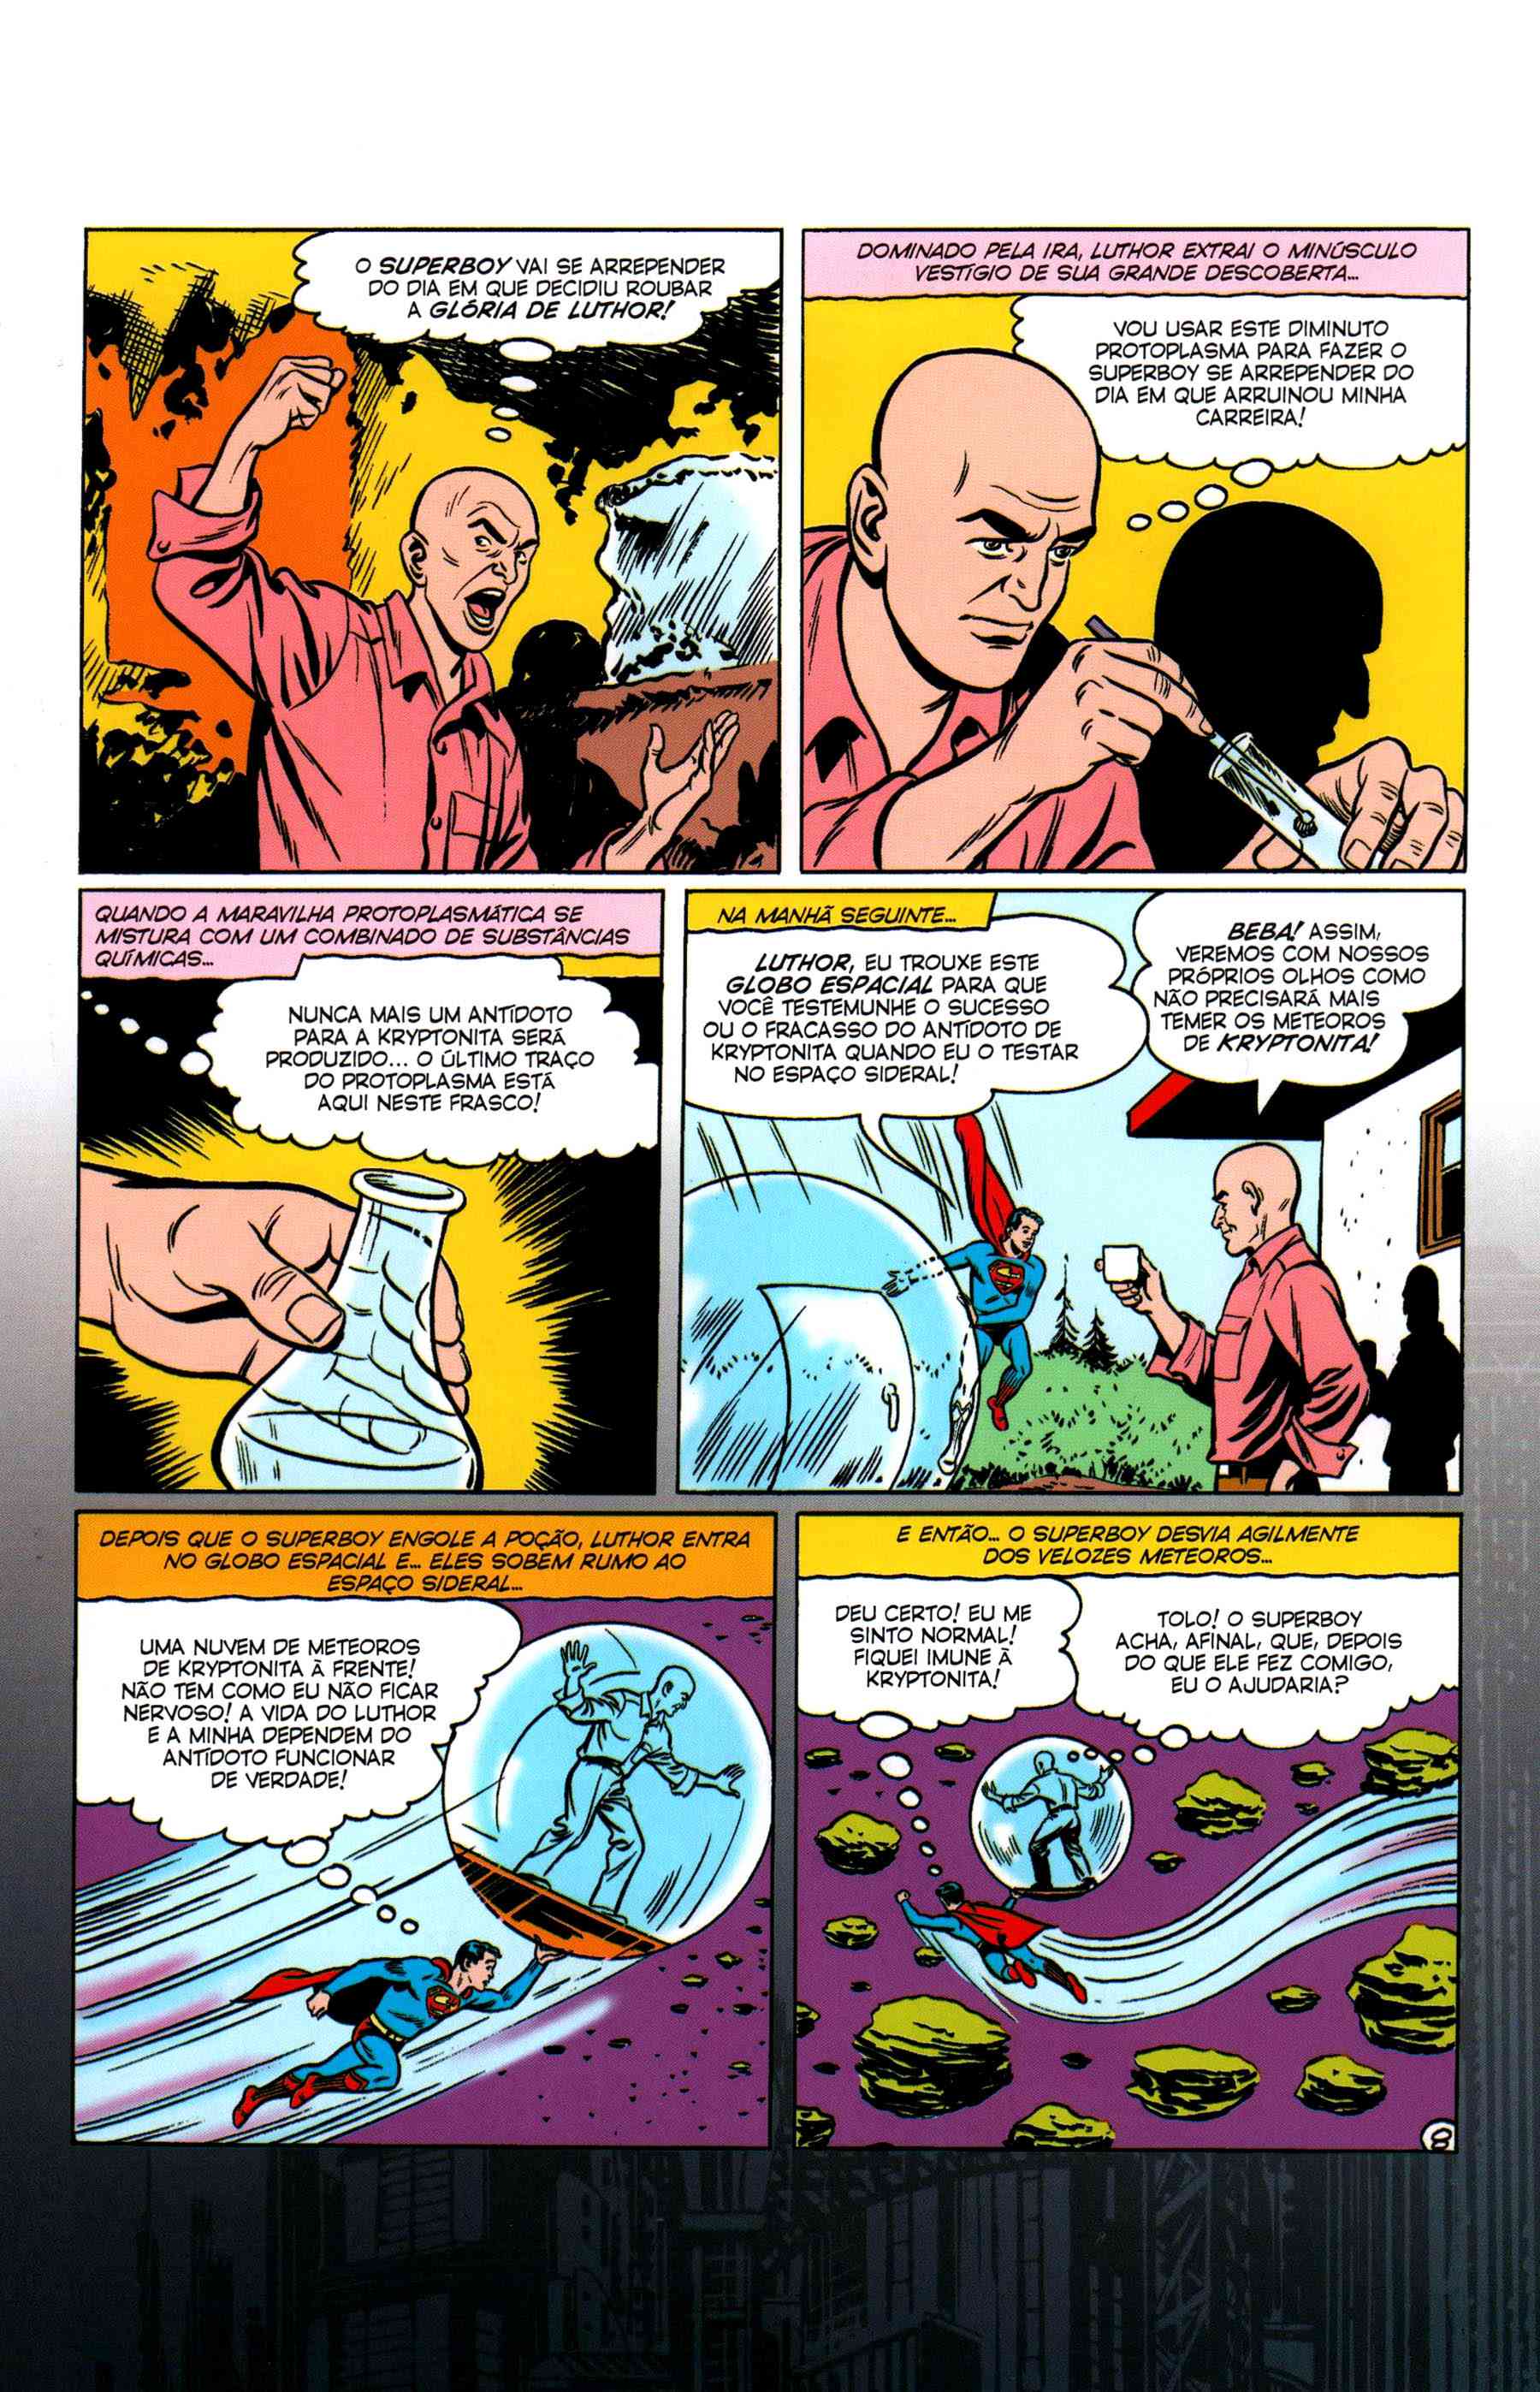 O SUPERBOY VAI SE ARREPENDER
DO DIA EM QUE DECIDIU ROUBAR
A GLÓRIA DE LUTHOR!
DOMINADO PELA IRA, LUTHOR EXTRAI O MINÚSCULO
VESTÍGIO DE SUA GRANDE DESCOBERTA...
VOU USAR ESTE DIMINUTO
PROTOPLASMA PARA FAZER O
SUPERBOY SE ARREPENDER DO
DIA EM QUE ARRUINOU MINHA
CARREIRA!
QUANDO A MARAVILHA PROTOPLASMÁTICA SE
MISTURA COM UM COMBINADO DE SUBSTÂNCIAS
QUÍMICAS...
NUNCA MAIS UM ANTÍDOTO
PARA A KRYPTONITA SERÁ
PRODUZIDO... O ÚLTIMO TRAÇO
DO PROTOPLASMA ESTÁ
AQUI NESTE FRASCO!
NA MANHÃ SEGUINTE...
LUTHOR, EU TROUXE ESTE
GLOBO ESPACIAL PARA QUE
VOCÊ TESTEMUNHE O SUCESSO
OU O FRACASSO DO ANTÍDOTO DE
KRYPTONITA QUANDO EU O TESTAR
NO ESPAÇO SIDERAL!
BEBA! ASSIM,
VEREMOS COM NOSSOS
PRÓPRIOS OLHOS COMO
NÃO PRECISARÁ MAIS
TEMER OS METEOROS
DE KRYPTONITA!
DEPOIS QUE O SUPERBOY ENGOLE A POÇÃO, LUTHOR ENTRA
NO GLOBO ESPACIAL E... ELES SOBEM RUMO AO
ESPAÇO SIDERAL...
UMA NUVEM DE METEOROS
DE KRYPTONITA À FRENTE!
NÃO TEM COMO EU NÃO FICAR
NERVOSO! A VIDA DO LUTHOR
E A MINHA DEPENDEM DO
ANTÍDOTO FUNCIONAR
DE VERDADE!
E ENTÃO... O SUPERBOY DESVIA AGILMENTE
DOS VELOZES METEOROS...
DEU CERTO! EU ME
SINTO NORMAL!
FIQUEI IMUNE À
KRYPTONITA!
TOLO! O SUPERBOY
ACHA, AFINAL, QUE, DEPOIS
DO QUE ELE FEZ COMIGO,
EU O AJUDARIA?
8